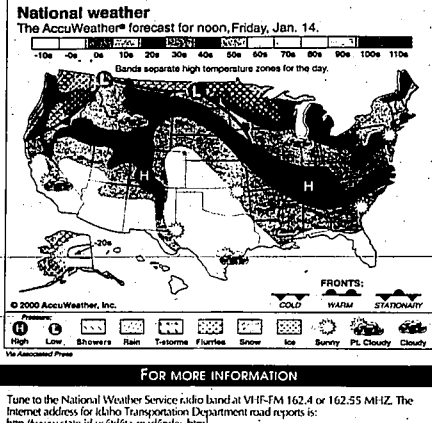 National weather
The AccuWeather® forecast for noon, Friday, Jan. 14.
-10s -0s 0s 10s 20s 30s 40s 50s 60s 70s 80s 90s 100s 110s
Bands separate high temperature zones for the day.
L
L
H
H
-20s
© 2000 AccuWeather, Inc.
FRONTS:
COLD WARM STATIONARY
Pressure:
H L
High Low Showers Rain T-storms Flurries Snow Ice Sunny Pt. Cloudy Cloudy
Via Associated Press
FOR MORE INFORMATION
Tune to the National Weather Service radio band at VHF-FM 162.4 or 162.55 MHZ. The
Internet address for Idaho Transportation Department road reports is: